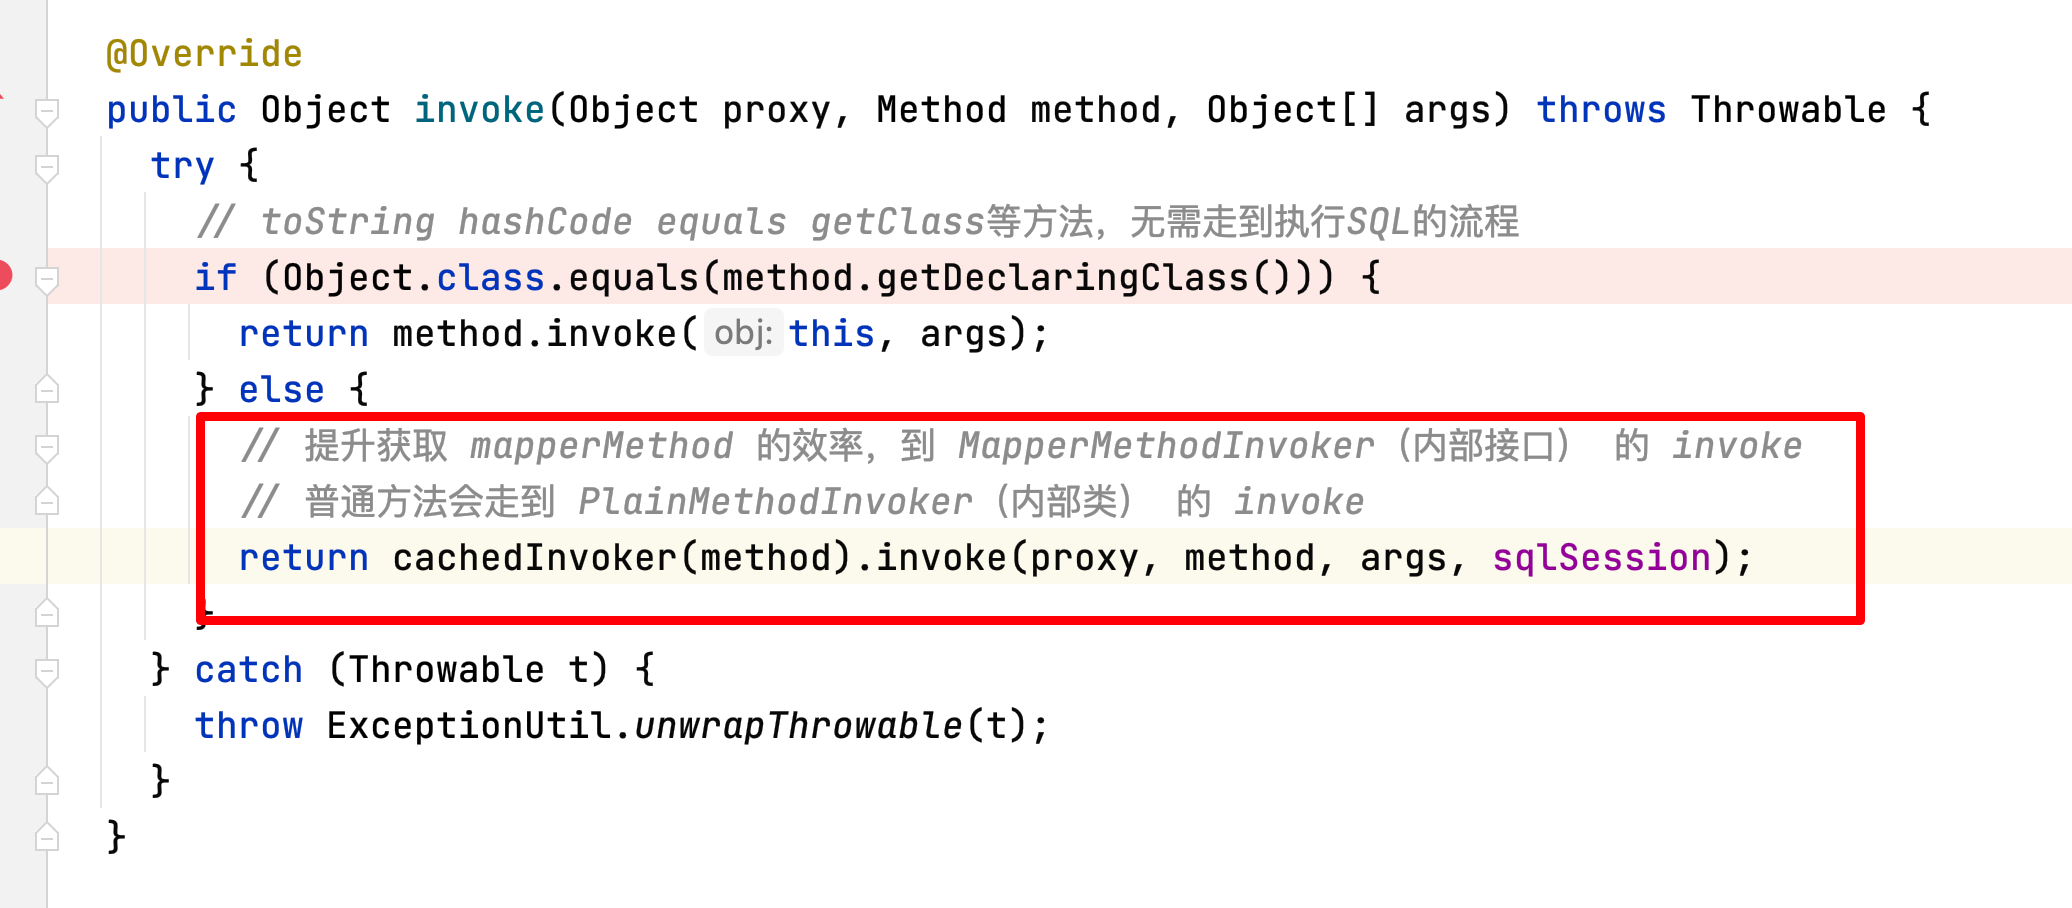 @Override
public Object invoke(Object proxy, Method method, Object[] args) throws Throwable {
try {
// toString hashCode equals getClass等方法，无需走到执行SQL的流程
if (Object.class.equals(method.getDeclaringClass())) {
return method.invoke( obj: this, args);
} else {
// 提升获取 mapperMethod 的效率，到 MapperMethodInvoker（内部接口） 的 invoke
// 普通方法会走到 PlainMethodInvoker（内部类） 的 invoke
return cachedInvoker(method).invoke(proxy, method, args, sqlSession);
}
} catch (Throwable t) {
throw ExceptionUtil.unwrapThrowable(t);
}
}